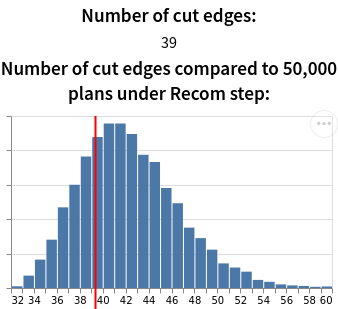 Number of cut edges:
39
Number of cut edges compared to 50,000
plans under Recom step:
32 34 36 38 40 42 44 46 48 50 52 54 56 58 60